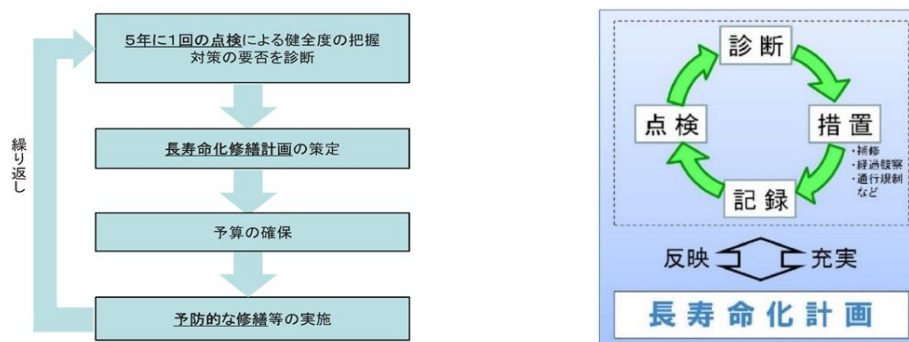 5年に1回の点検による健全度の把握
対策の要否を診断
長寿命化修繕計画の策定
予算の確保
予防的な修繕等の実施
繰り返し
診断
点検
措置
・補修
・経過観察
・通行規制
など
記録
反映
充実
長寿命化計画